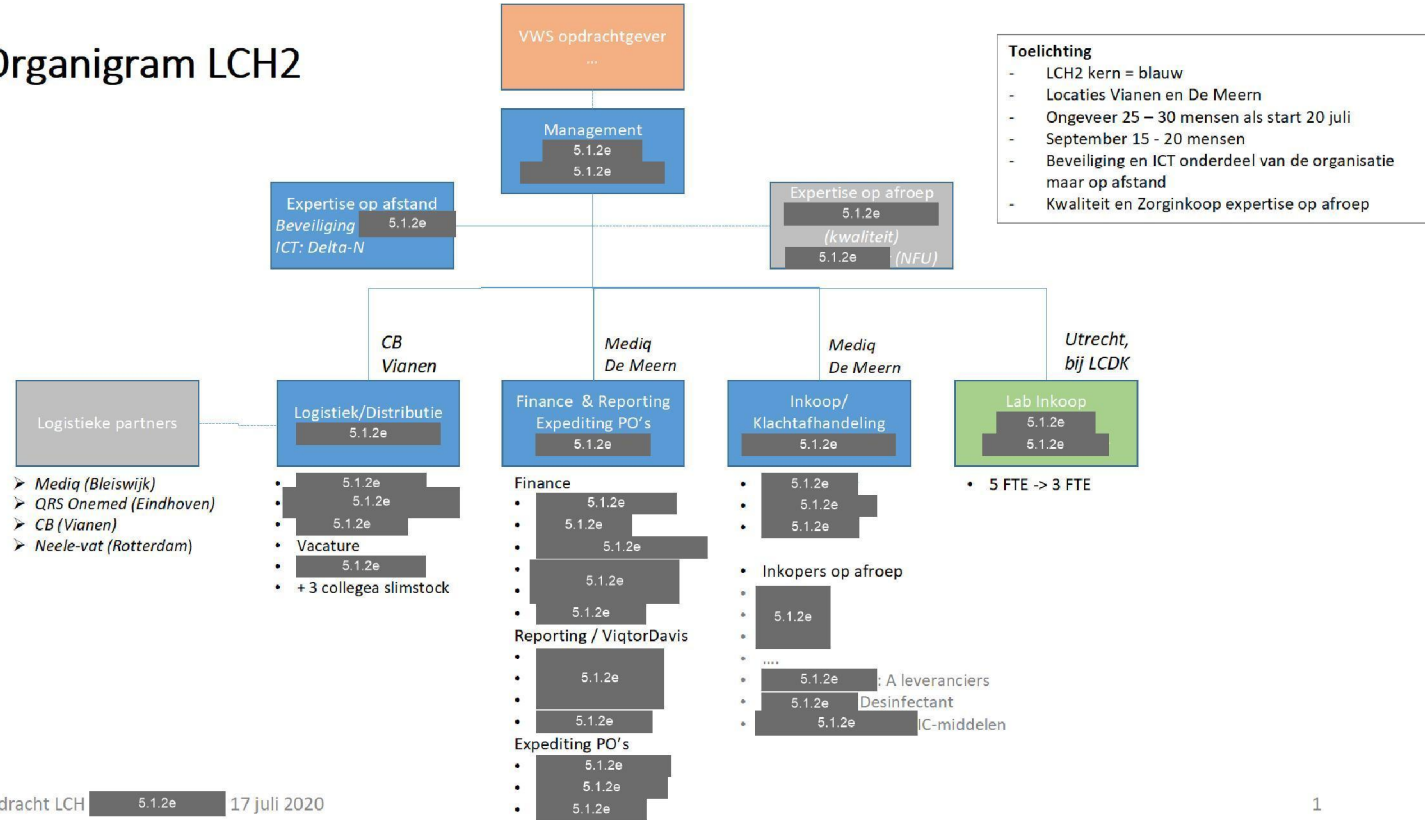 Organigram LCH2
VWS opdrachtgever
...
Toelichting
- LCH2 kern = blauw
- Locaties Vianen en De Meern
- Ongeveer 25 – 30 mensen als start 20 juli
- September 15 - 20 mensen
- Beveiliging en ICT onderdeel van de organisatie
maar op afstand
- Kwaliteit en Zorginkoop expertise op afroep
Management
5.1.2e
5.1.2e
Expertise op afstand
Beveiliging 5.1.2e
ICT: Delta-N
Expertise op afroep
5.1.2e
(kwaliteit)
5.1.2e (NFU)
CB
Vianen
Mediq
De Meern
Mediq
De Meern
Utrecht,
bij LCDK
Logistieke partners
➢ Mediq (Bleiswijk)
➢ QRS Onemed (Eindhoven)
➢ CB (Vianen)
➢ Neele-vat (Rotterdam)
Logistiek/Distributie
5.1.2e
• 5.1.2e
• 5.1.2e
• 5.1.2e
• Vacature
• 5.1.2e
• + 3 collegea slimstock
Finance & Reporting
Expediting PO's
5.1.2e
Finance
• 5.1.2e
• 5.1.2e
• 5.1.2e
• 5.1.2e
•
• 5.1.2e
Reporting / ViqtorDavis
•
• 5.1.2e
•
• 5.1.2e
Expediting PO's
• 5.1.2e
• 5.1.2e
• 5.1.2e
Inkoop/
Klachtafhandeling
5.1.2e
• 5.1.2e
• 5.1.2e
• 5.1.2e
• Inkopers op afroep
•
• 5.1.2e
•
• ....
• 5.1.2e : A leveranciers
• 5.1.2e Desinfectant
• 5.1.2e IC-middelen
Lab Inkoop
5.1.2e
5.1.2e
• 5 FTE -> 3 FTE
dracht LCH 5.1.2e 17 juli 2020
1